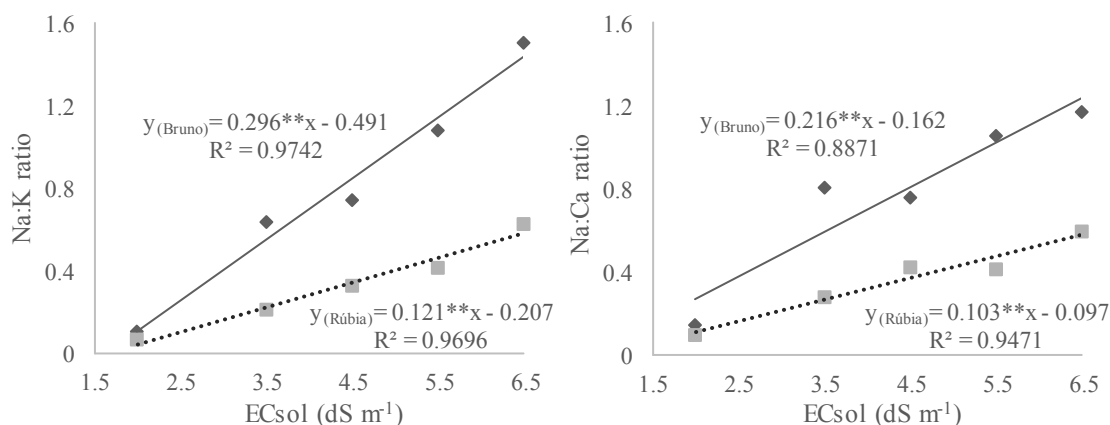 1.6
1.2
0.8
0.4
0
Na:K ratio
y(Bruno)= 0.296**x - 0.491
R² = 0.9742
y(Rúbia)= 0.121**x - 0.207
R² = 0.9696
1.5 2.5 3.5 4.5 5.5 6.5
ECsol (dS m-1)
1.6
1.2
0.8
0.4
0
Na:Ca ratio
y(Bruno)= 0.216**x - 0.162
R² = 0.8871
y(Rúbia)= 0.103**x - 0.097
R² = 0.9471
1.5 2.5 3.5 4.5 5.5 6.5
ECsol (dS m-1)